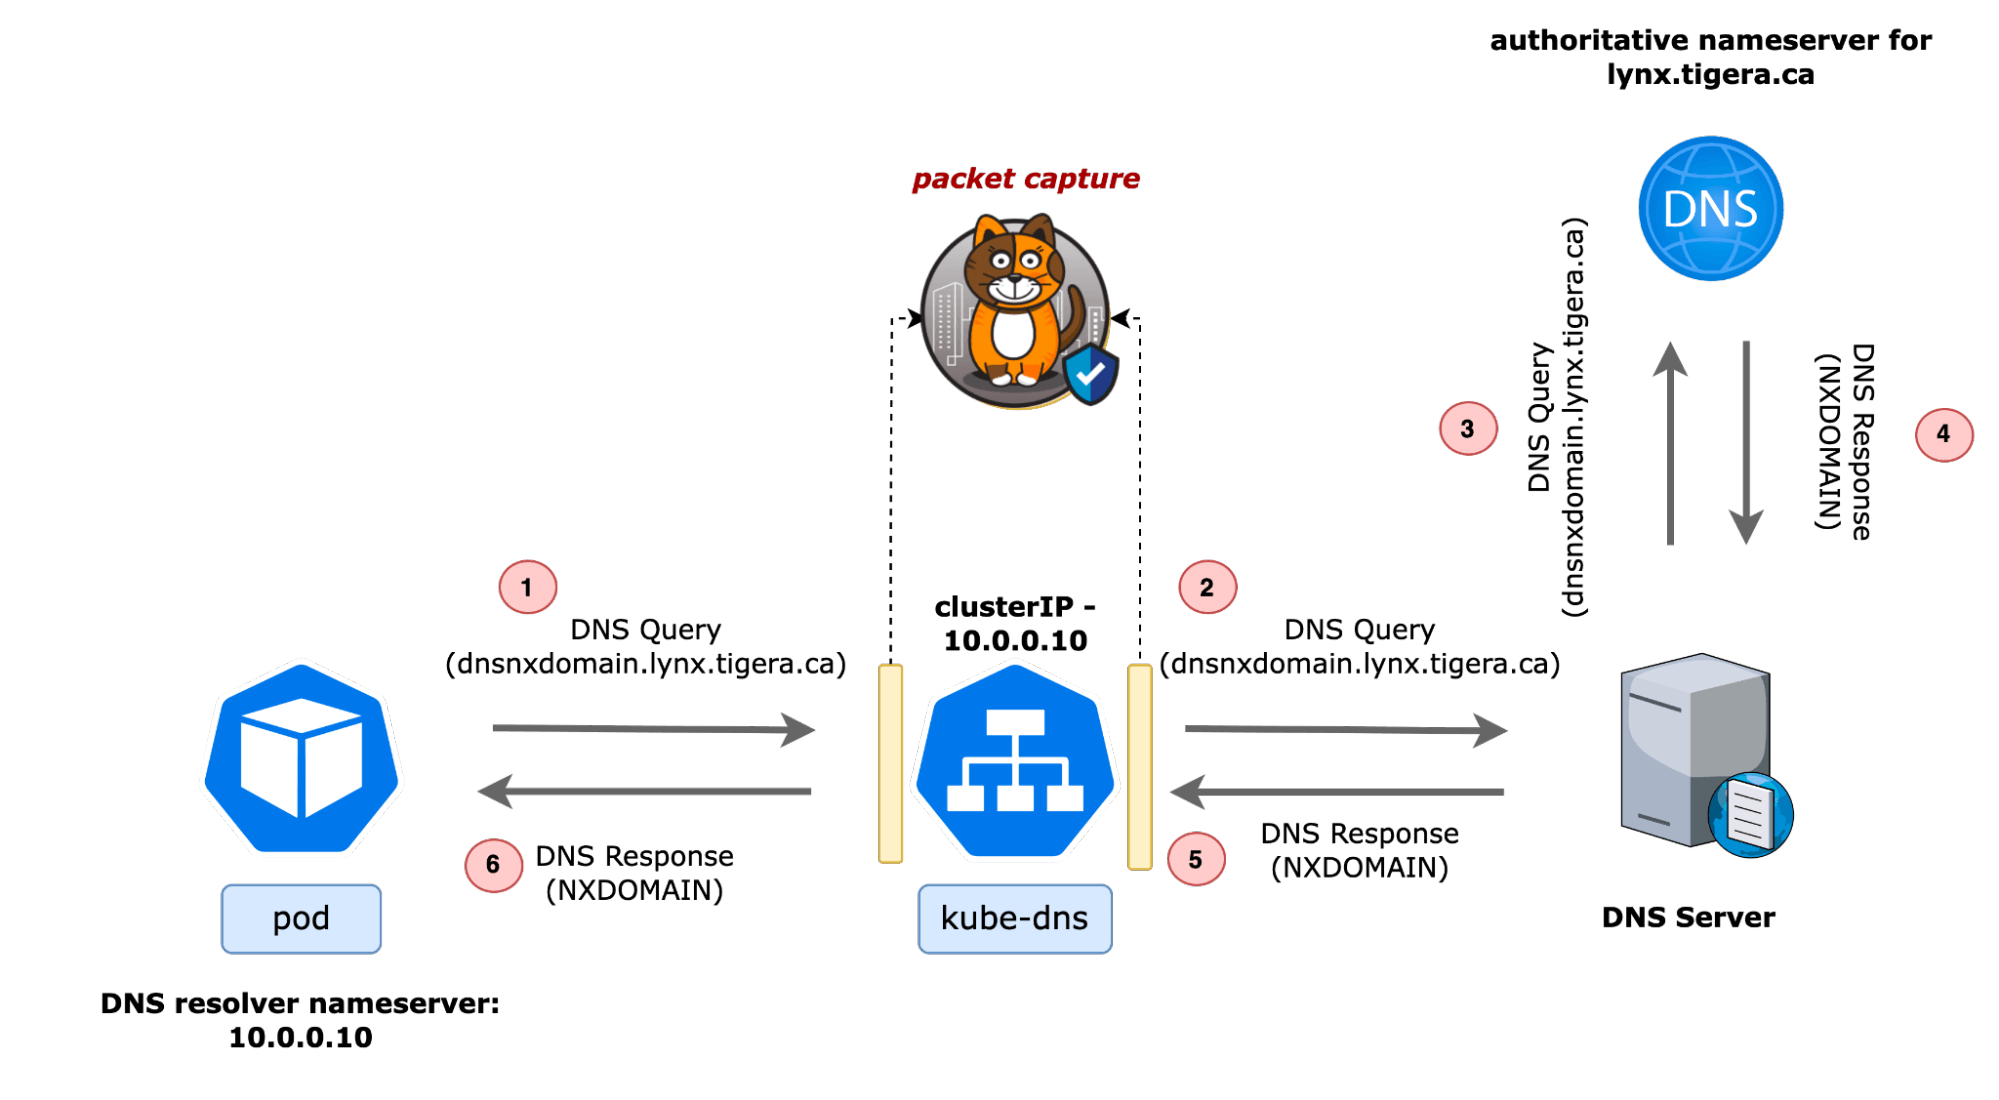 authoritative nameserver for
lynx.tigera.ca
DNS
packet capture
3
DNS Query
(dnsnxdomain.lynx.tigera.ca)
DNS Response
(NXDOMAIN)
4
1
DNS Query
(dnsnxdomain.lynx.tigera.ca)
clusterIP -
10.0.0.10
2
DNS Query
(dnsnxdomain.lynx.tigera.ca)
6
DNS Response
(NXDOMAIN)
5
DNS Response
(NXDOMAIN)
pod
kube-dns
DNS Server
DNS resolver nameserver:
10.0.0.10